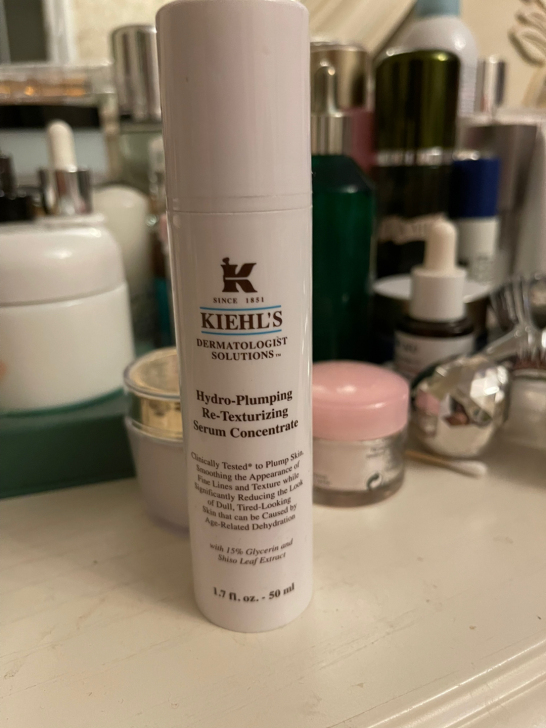 K
SINCE 1851
KIEHL'S
DERMATOLOGIST
SOLUTIONS™
Hydro-Plumping
Re-Texturizing
Serum Concentrate
Clinically Tested* to Plump Skin,
Smoothing the Appearance of
Fine Lines and Texture while
Significantly Reducing the Look
of Dull, Tired-Looking
Skin that can be Caused by
Age-Related Dehydration
with 15% Glycerin and
Shiso Leaf Extract
1.7 fl. oz. - 50 ml